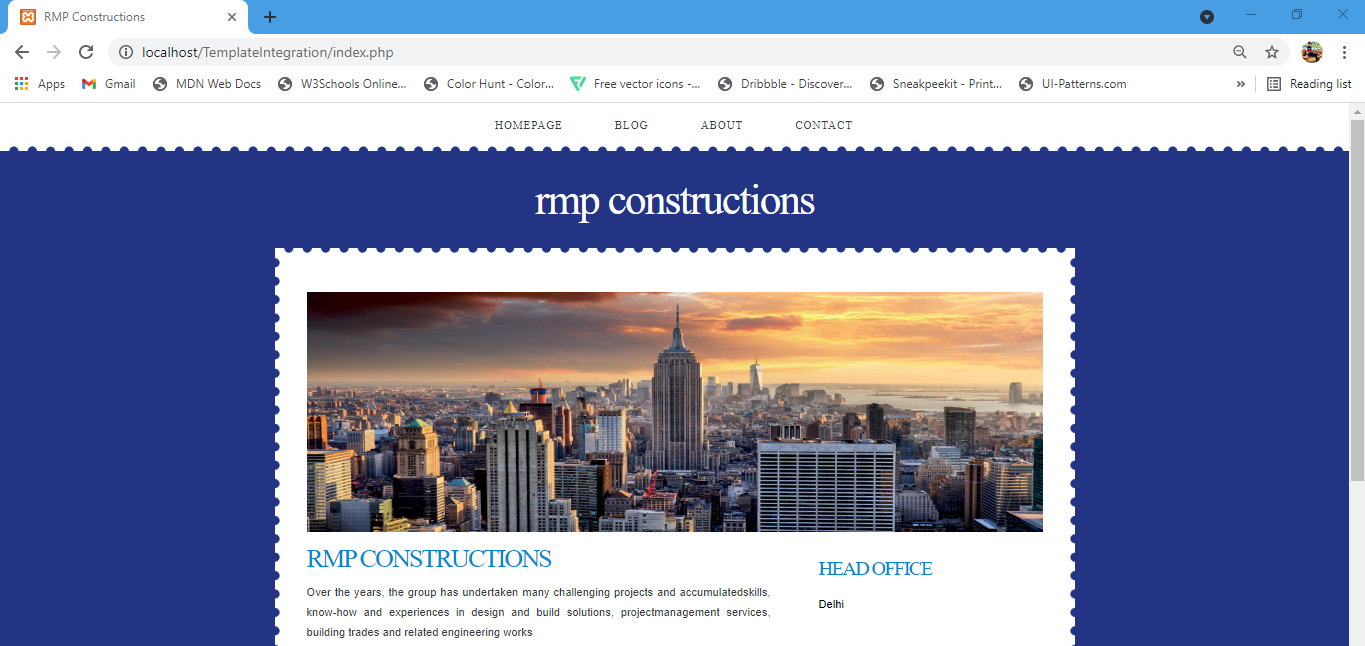 RMP Constructions
localhost/TemplateIntegration/index.php
Apps Gmail MDN Web Docs W3Schools Online... Color Hunt - Color... Free vector icons -... Dribbble - Discover... Sneakpeekit - Print... UI-Patterns.com » Reading list
HOMEPAGE BLOG ABOUT CONTACT
rmp constructions
RMP CONSTRUCTIONS
Over the years, the group has undertaken many challenging projects and accumulatedskills,
know-how and experiences in design and build solutions, projectmanagement services,
building trades and related engineering works
HEAD OFFICE
Delhi